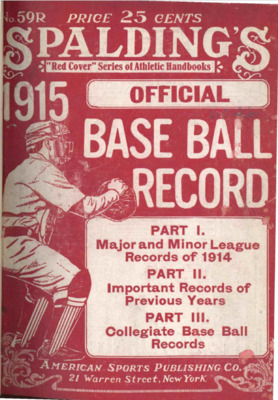 No. 59R PRICE 25 CENTS
SPALDING'S
"Red Cover" Series of Athletic Handbooks
1915
OFFICIAL
BASE BALL
RECORD
PART I.
Major and Minor League
Records of 1914
PART II.
Important Records of
Previous Years
PART III.
Collegiate Base Ball
Records
AMERICAN SPORTS PUBLISHING CO.
21 Warren Street, New York